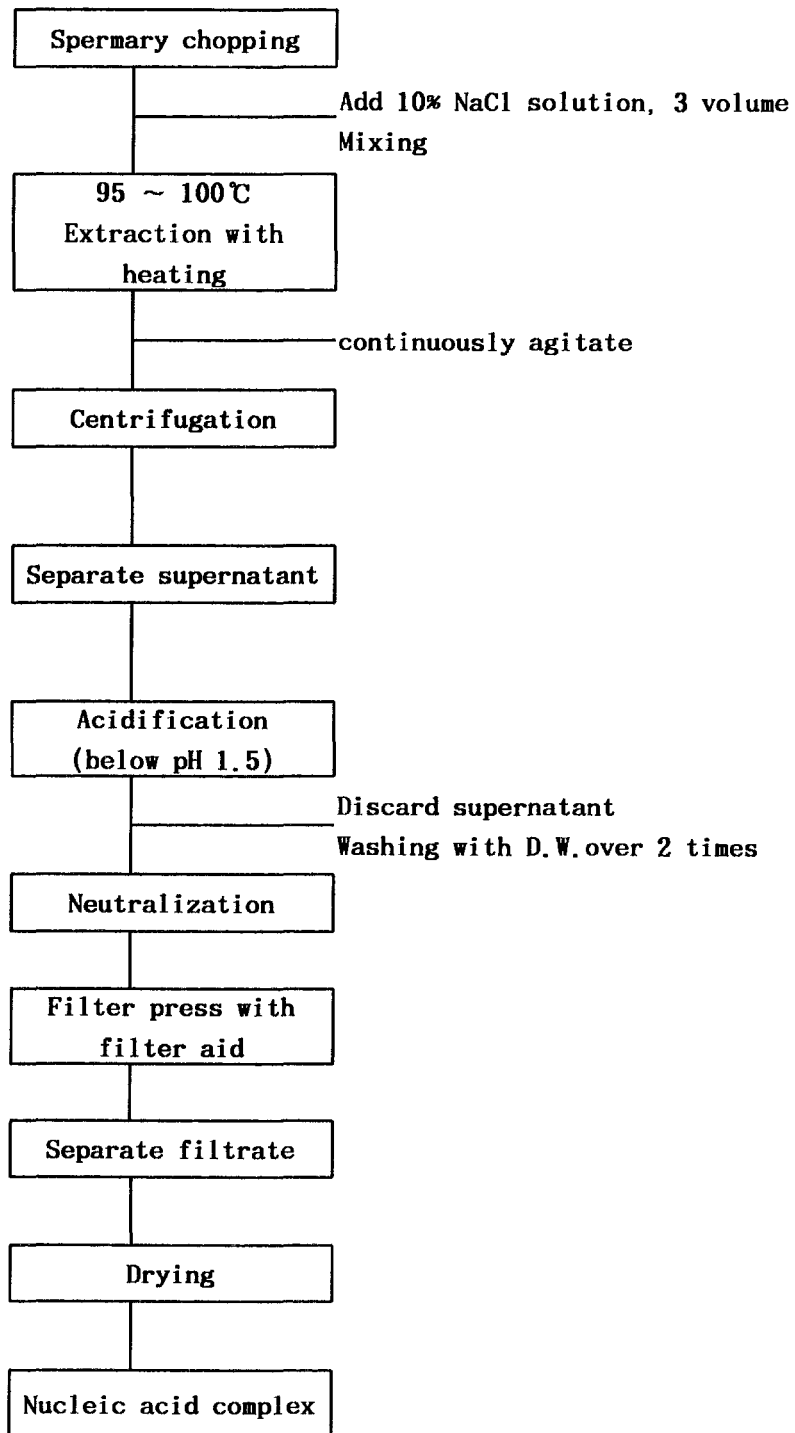 Spermary chopping
Add 10% NaCl solution, 3 volume
Mixing
95 ~ 100℃
Extraction with
heating
continuously agitate
Centrifugation
Separate supernatant
Acidification
(below pH 1.5)
Discard supernatant
Washing with D.W.over 2 times
Neutralization
Filter press with
filter aid
Separate filtrate
Drying
Nucleic acid complex